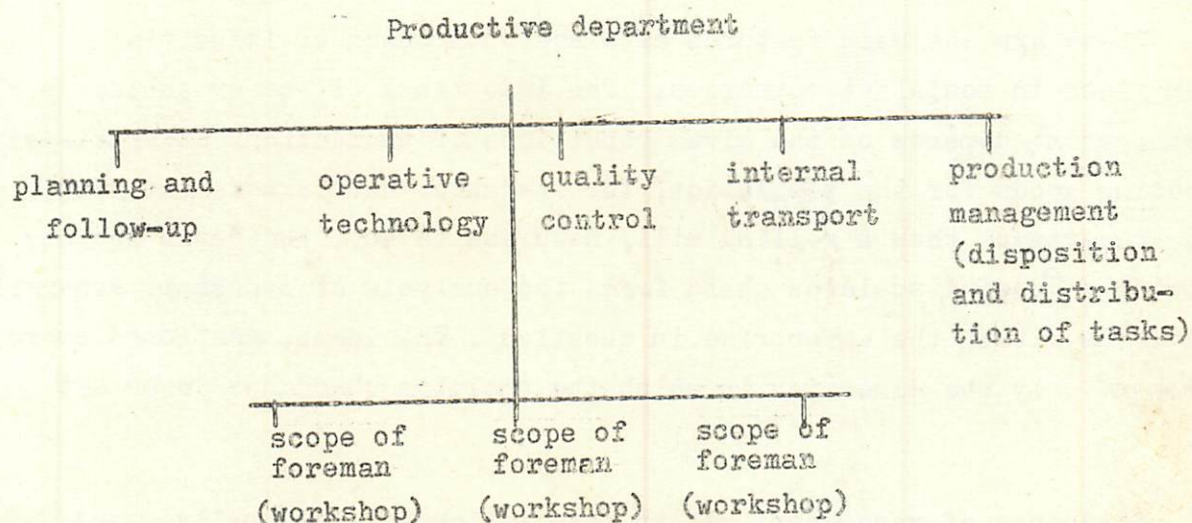 Productive department
planning and
follow-up
operative
technology
quality
control
internal
transport
production
management
(disposition
and distribu-
tion of tasks)
scope of
foreman
(workshop)
scope of
foreman
(workshop)
scope of
foreman
(workshop)